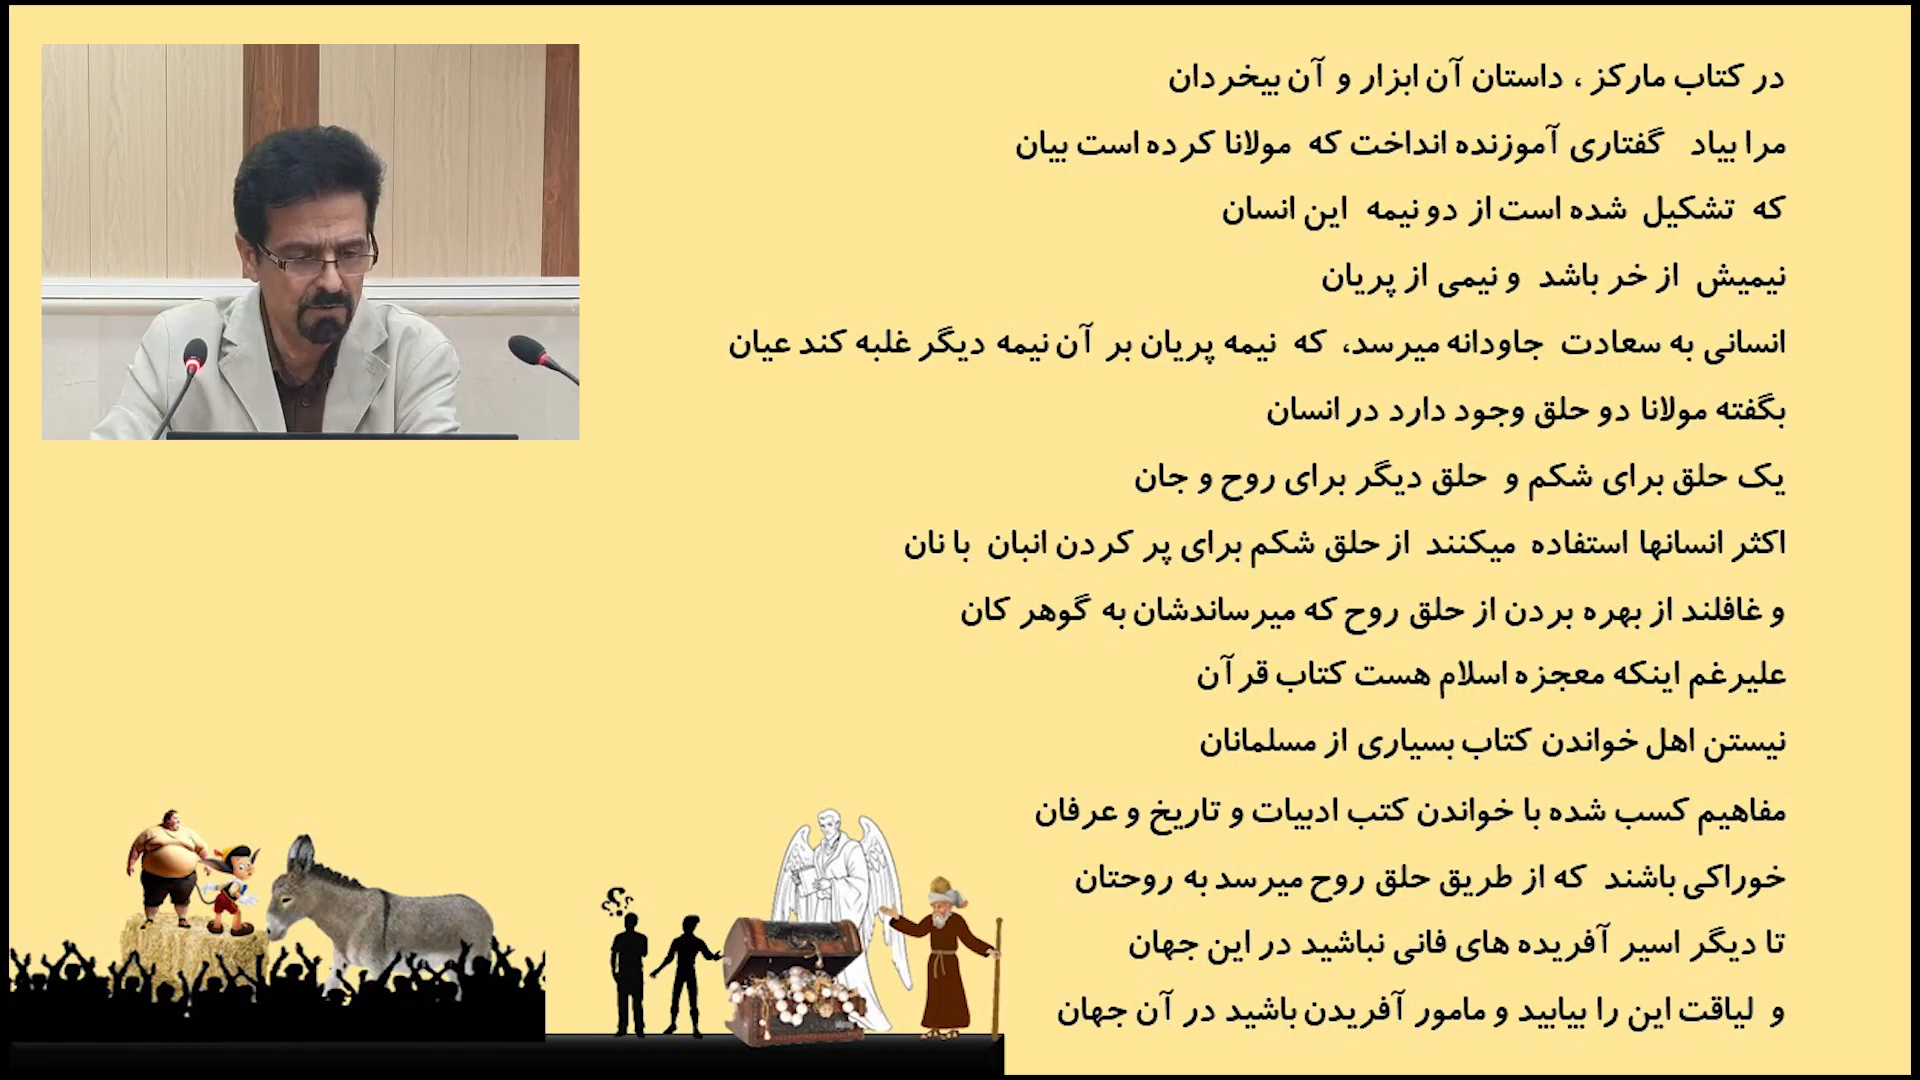 در کتاب مارکز ، داستان آن ابزار و آن بیخردان
مرا بیاد گفتاری آموزنده انداخت که مولانا کرده است بیان
که تشکیل شده است از دو نیمه این انسان
نیمیش از خر باشد و نیمی از پریان
انسانی به سعادت جاودانه میرسد، که نیمه پریان بر آن نیمه دیگر غلبه کند عیان
بگفته مولانا دو حلق وجود دارد در انسان
یک حلق برای شکم و حلق دیگر برای روح و جان
اکثر انسانها استفاده میکنند از حلق شکم برای پر کردن انبان با نان
و غافلند از بهره بردن از حلق روح که میرساندشان به گوهر کان
علیرغم اینکه معجزه اسلام هست کتاب قرآن
نیستن اهل خواندن کتاب بسیاری از مسلمانان
مفاهیم کسب شده با خواندن کتب ادبیات و تاریخ و عرفان
خوراکی باشند که از طریق حلق روح میرسد به روحتان
تا دیگر اسیر آفریده های فانی نباشید در این جهان
و لیاقت این را بیابید و مامور آفریدن باشید در آن جهان
؟؟؟